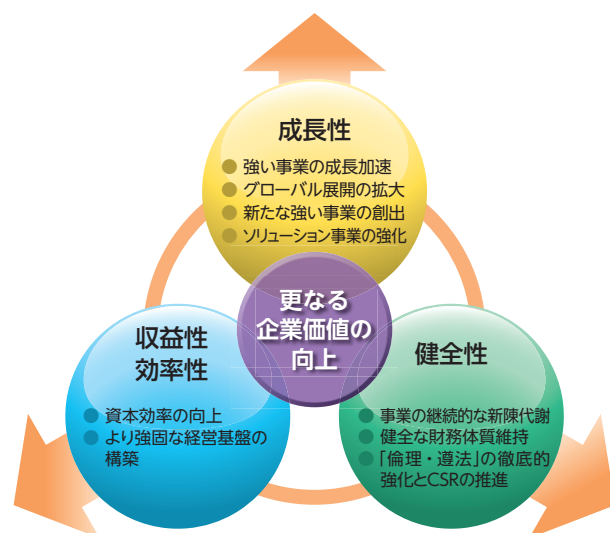 成長性
● 強い事業の成長加速
● グローバル展開の拡大
● 新たな強い事業の創出
● ソリューション事業の強化
更なる
企業価値の
向上
収益性
効率性
● 資本効率の向上
● より強固な経営基盤の
構築
健全性
● 事業の継続的な新陳代謝
● 健全な財務体質維持
● 「倫理・遵法」の徹底的
強化とCSRの推進